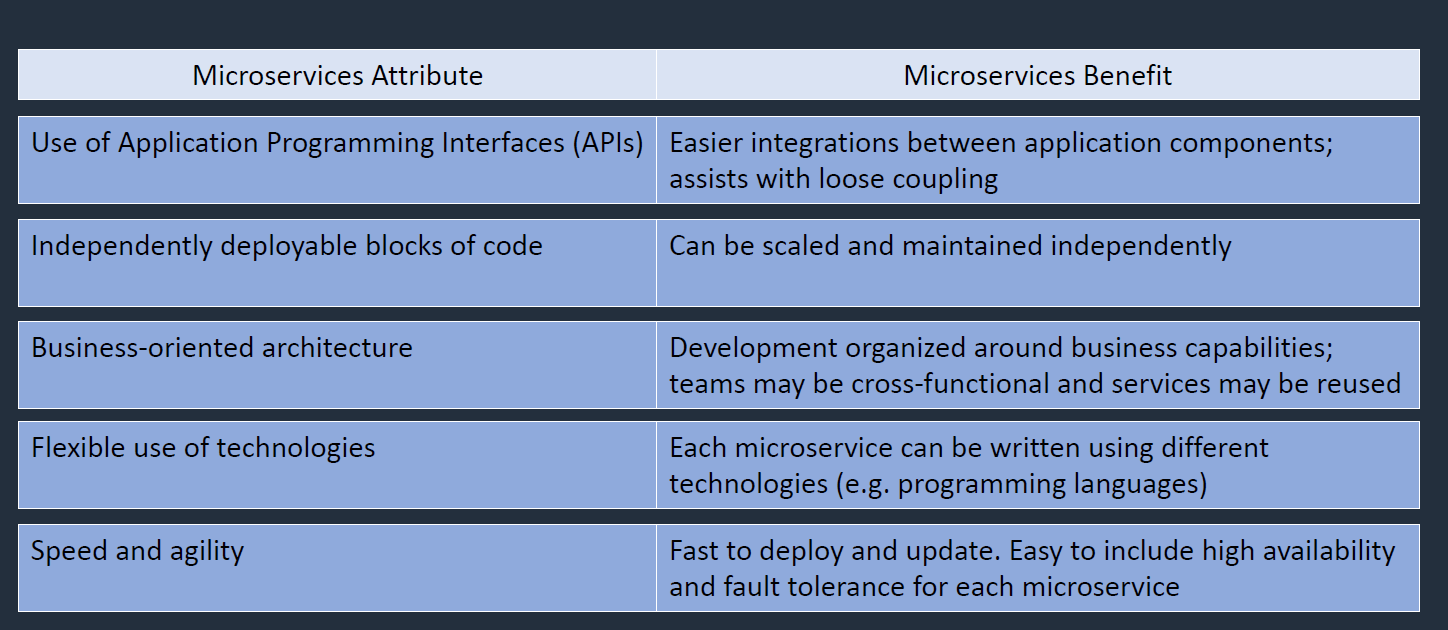 Microservices Attribute
Microservices Benefit
Use of Application Programming Interfaces (APIs)
Easier integrations between application components;
assists with loose coupling
Independently deployable blocks of code
Can be scaled and maintained independently
Business-oriented architecture
Development organized around business capabilities;
teams may be cross-functional and services may be reused
Flexible use of technologies
Each microservice can be written using different
technologies (e.g. programming languages)
Speed and agility
Fast to deploy and update. Easy to include high availability
and fault tolerance for each microservice